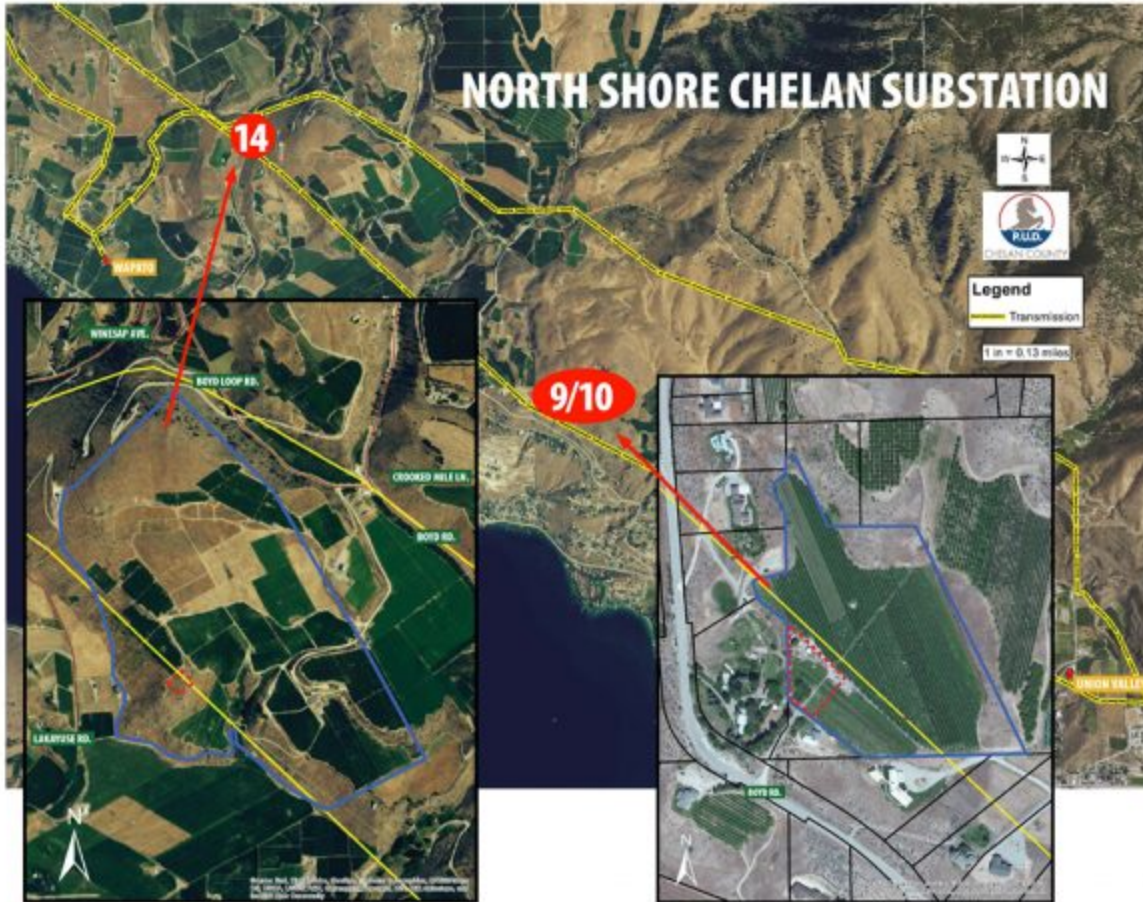 NORTH SHORE CHELAN SUBSTATION
14
N
W E
S
P.U.D.
CHELAN COUNTY
WAPATO
Legend
Transmission
1 in = 0.13 miles
WINESAP AVE.
BOYD LOOP RD.
9/10
CROOKED MILE LN.
BOYD RD.
UNION VALLEY
LAKAYUSE RD.
BOYD RD.
N
N